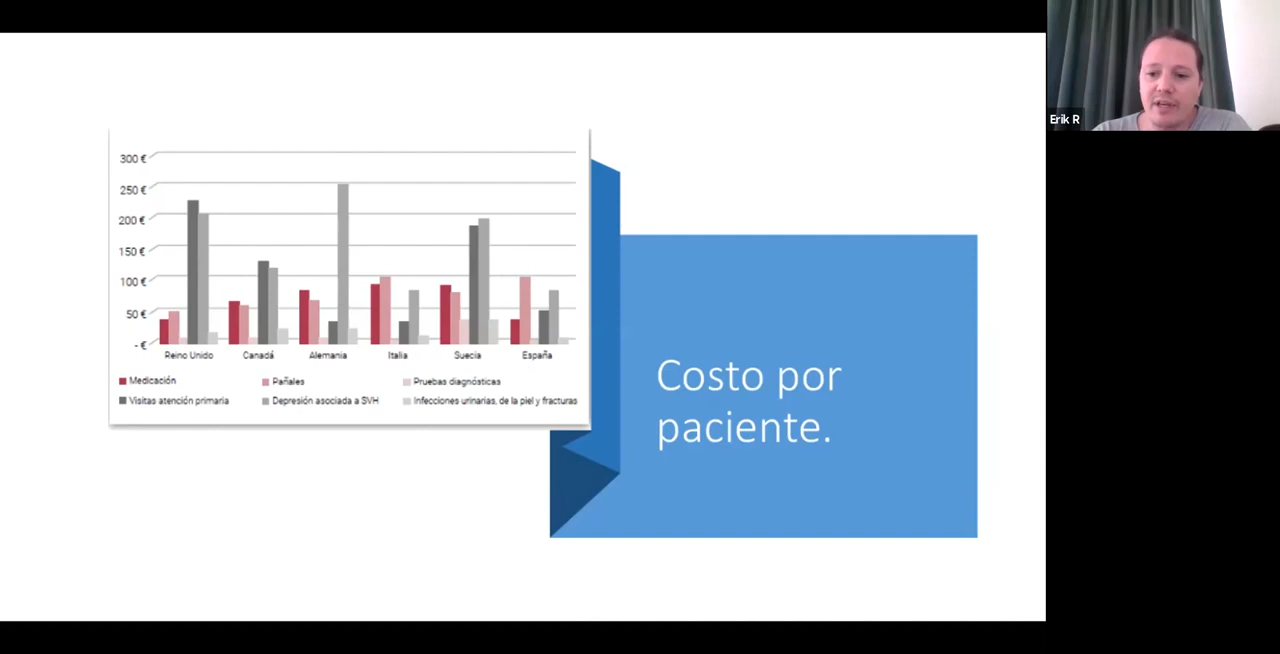 Erik R
300 €
250 €
200 €
150 €
100 €
50 €
- €
Reino Unido Canadá Alemania Italia Suecia España
Medicación Pañales Pruebas diagnósticas
Visitas atención primaria Depresión asociada a SVH Infecciones urinarias, de la piel y fracturas
Costo por
paciente.